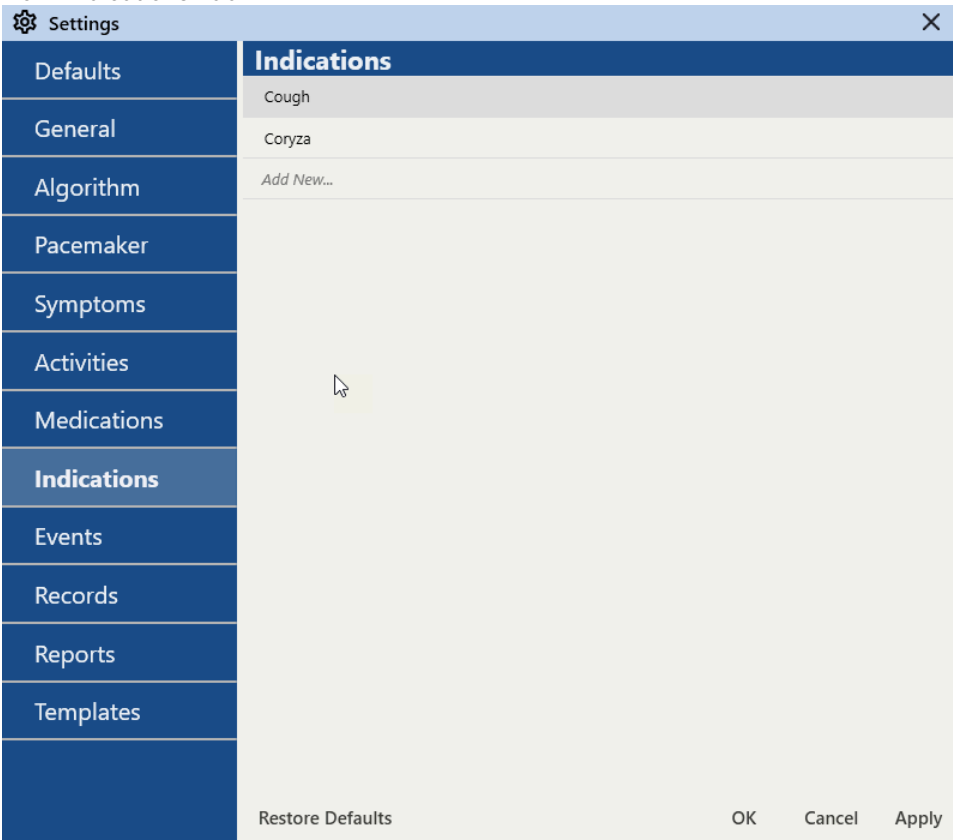 Settings
Defaults
General
Algorithm
Pacemaker
Symptoms
Activities
Medications
Indications
Events
Records
Reports
Templates
Indications
Cough
Coryza
Add New...
Restore Defaults
OK
Cancel
Apply